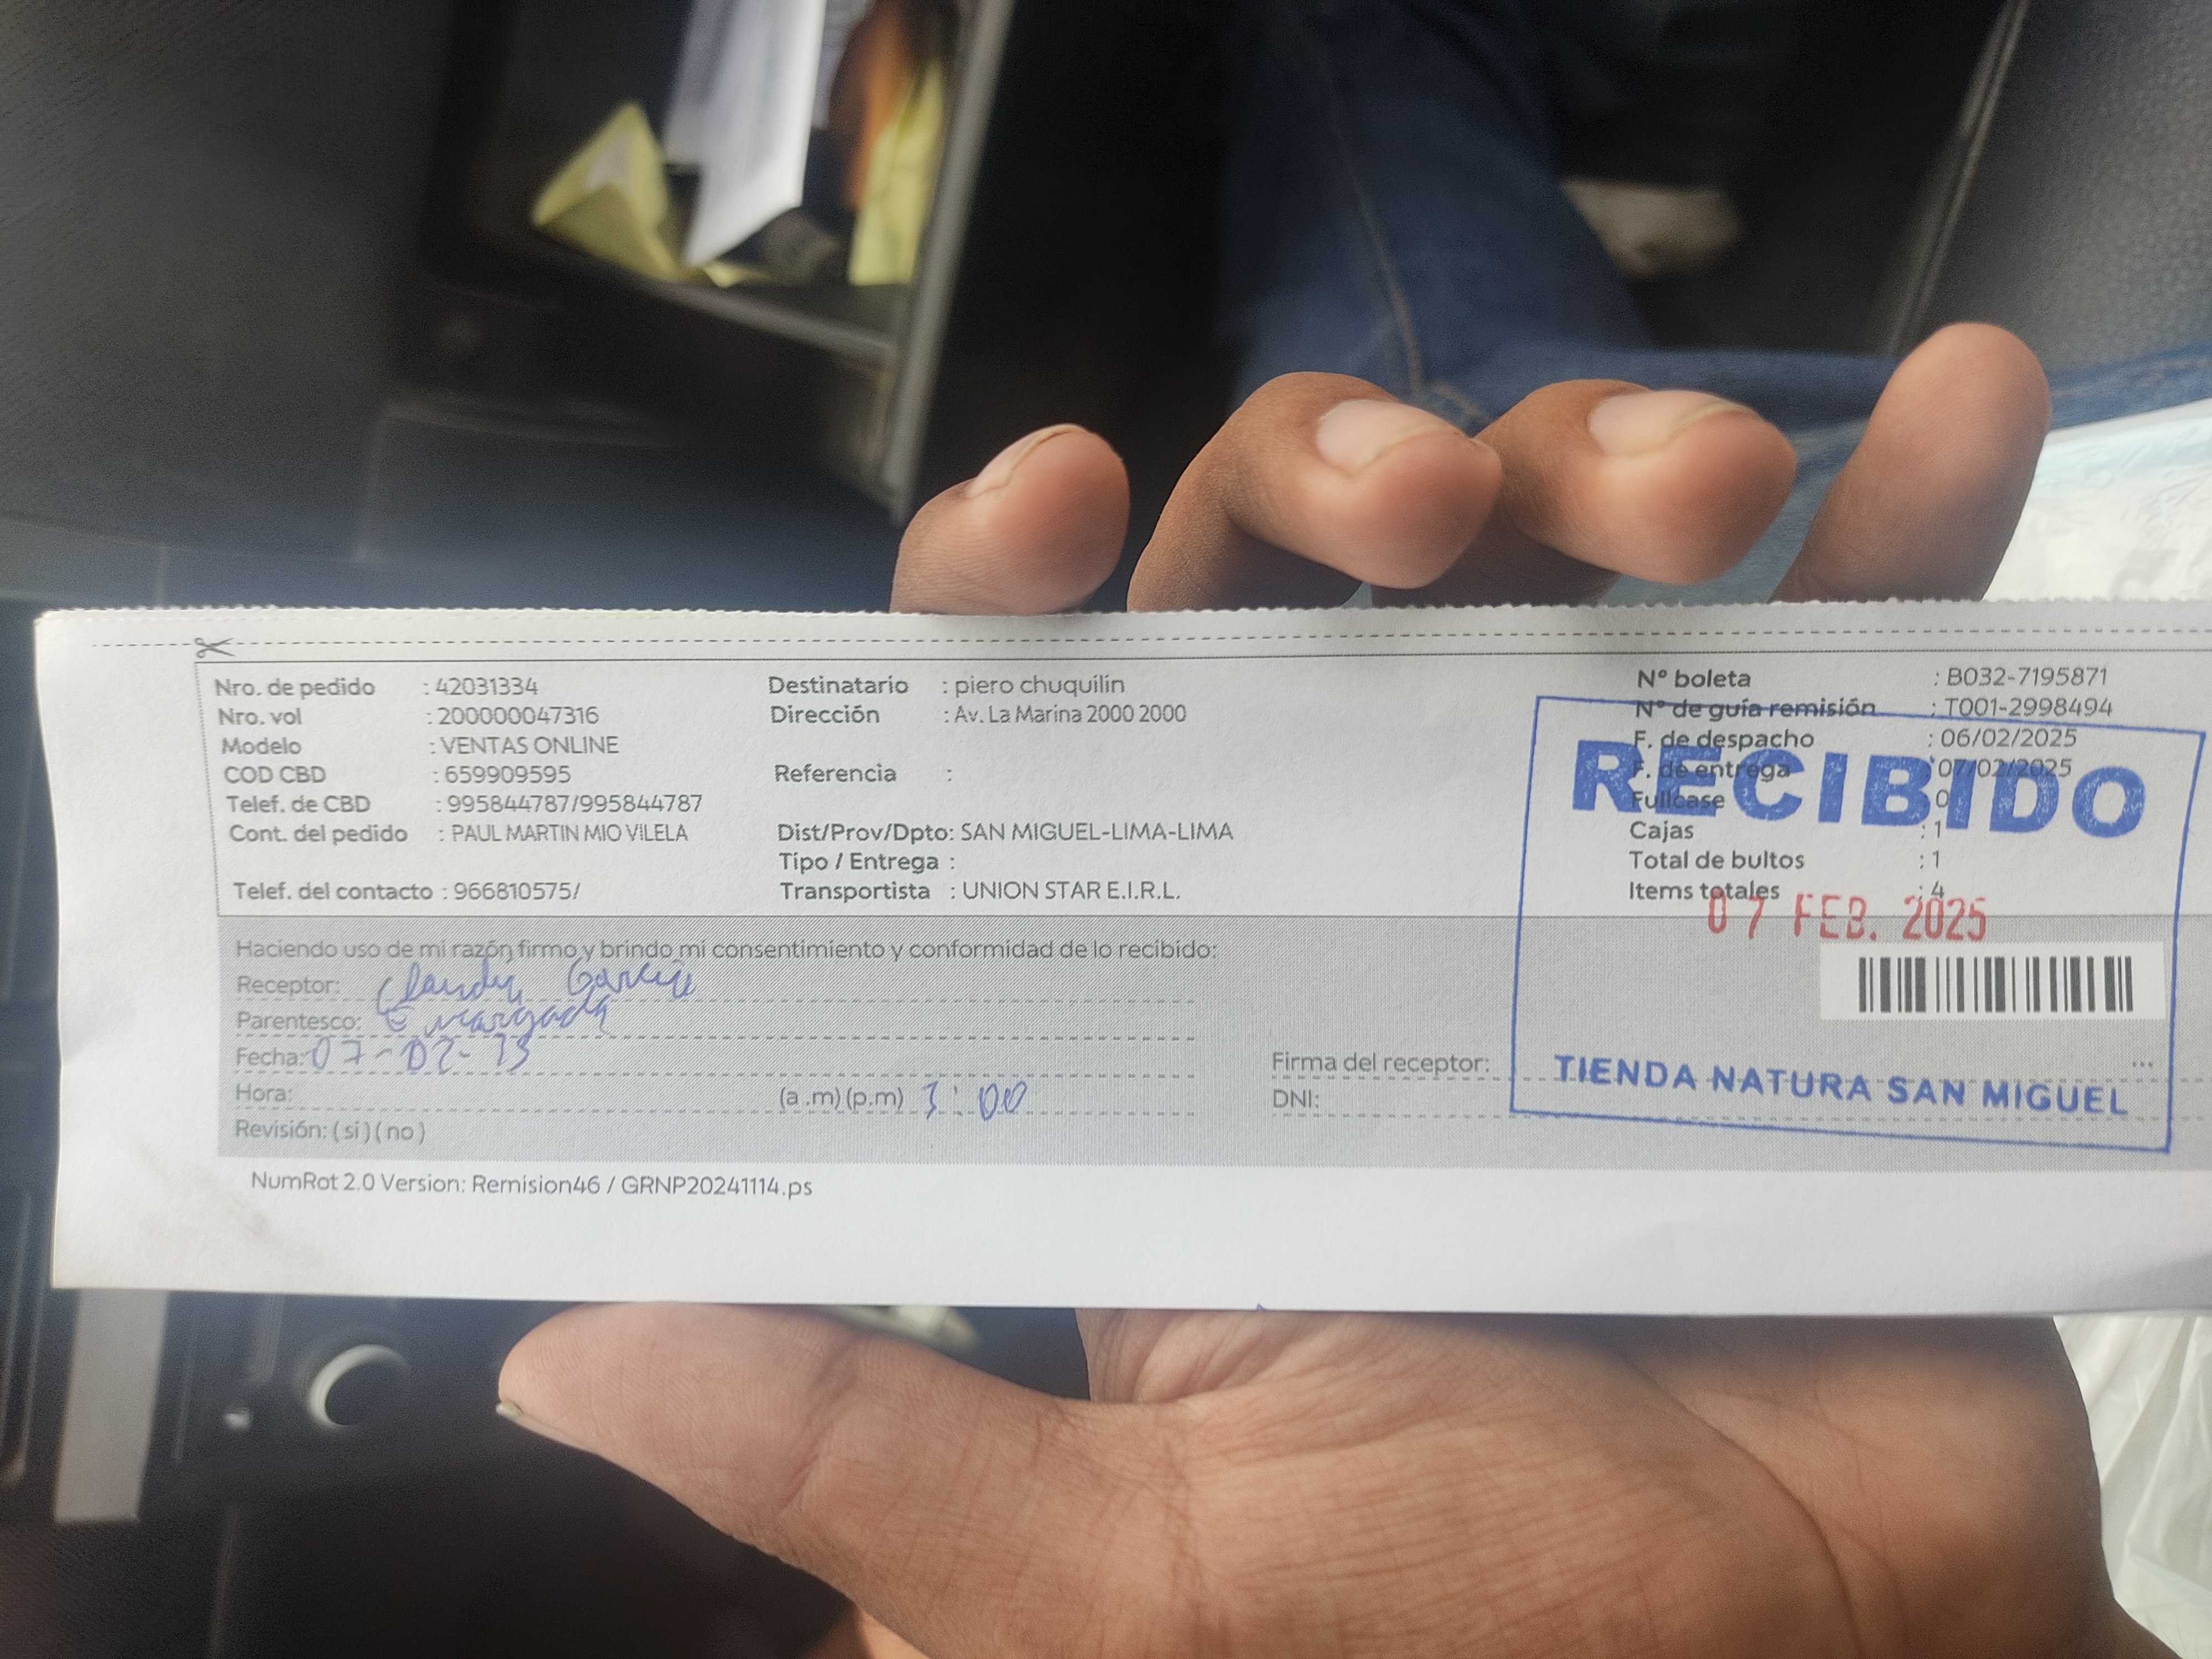 Nro. de pedido : 42031334 Destinatario : piero chuquilin Nº boleta : B032-7195871
Nro. vol : 200000047316 Dirección : Av. La Marina 2000 2000 Nº de guía remisión : T001-2998494
Modelo : VENTAS ONLINE F. de despacho : 06/02/2025
COD CBD : 659909595 Referencia : F. de entrega : 07/02/2025
Telef. de CBD : 995844787/995844787 Fullcase : 0
Cont. del pedido : PAUL MARTIN MIO VILELA Dist/Prov/Dpto: SAN MIGUEL-LIMA-LIMA Cajas : 1
Tipo / Entrega : Total de bultos : 1
Telef. del contacto : 966810575/ Transportista : UNION STAR E.I.R.L. Items totales : 4
RECIBIDO
07 FEB. 2025
TIENDA NATURA SAN MIGUEL
Haciendo uso de mi razón firmo y brindo mi consentimiento y conformidad de lo recibido:
Receptor: Garcia
Parentesco: Encargada
Fecha: 07-02-
Hora: (a .m) (p.m) 3:00 Firma del receptor:
DNI:
Revisión: ( si ) ( no )
NumRot 2.0 Version: Remision46 / GRNP20241114.ps